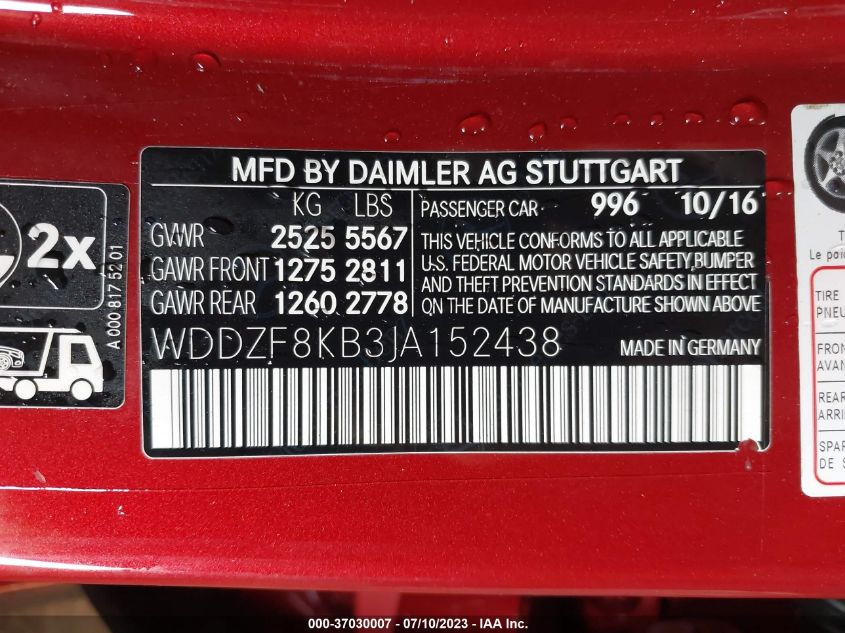 MFD BY DAIMLER AG STUTTGART
KG LBS
GVWR 2525 5567
GAWR FRONT 1275 2811
GAWR REAR 1260 2778
PASSENGER CAR 996 10/16
THIS VEHICLE CONFORMS TO ALL APPLICABLE
U.S. FEDERAL MOTOR VEHICLE SAFETY, BUMPER
AND THEFT PREVENTION STANDARDS IN EFFECT
ON THE DATE OF MANUFACTURE SHOWN ABOVE
WDDZF8KB3JA152438 MADE IN GERMANY
2x
A 000 817 52 01
T
Le
TIRE
PNEU
FRON
AVAN
REAR
ARRI
SPAR
DE S
000-37030007 - 07/10/2023 - IAA Inc.